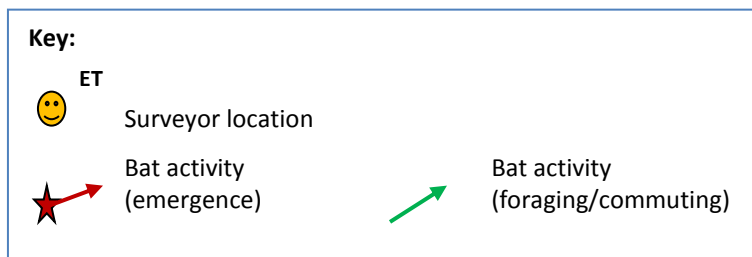 Key:
ET
Surveyor location
Bat activity
(emergence)
Bat activity
(foraging/commuting)